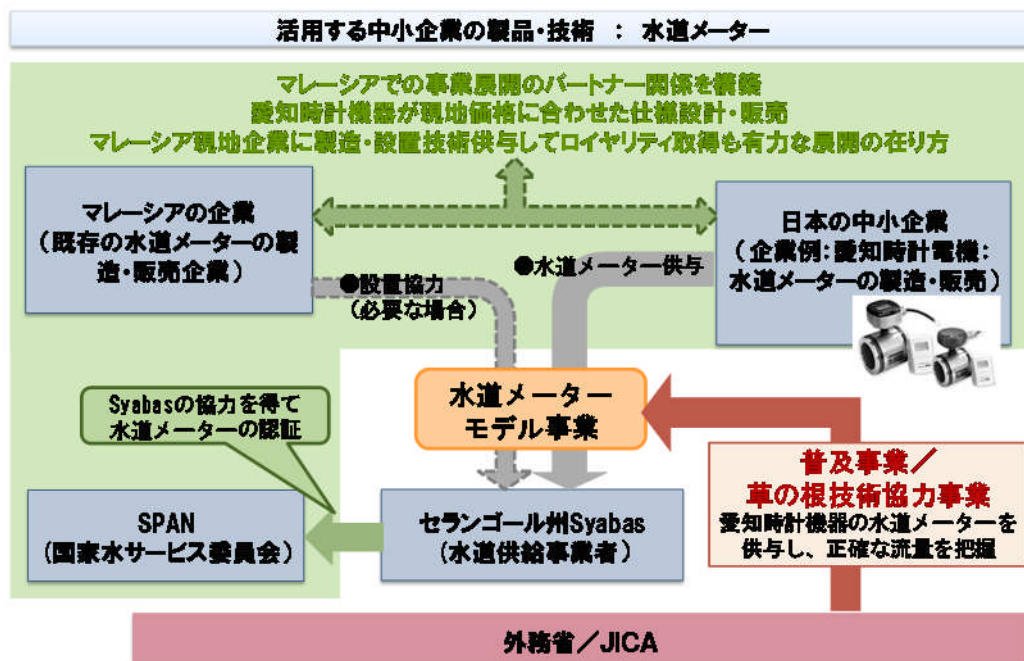 活用する中小企業の製品・技術 ： 水道メーター
マレーシアでの事業展開のパートナー関係を構築
愛知時計機器が現地価格に合わせた仕様設計・販売
マレーシア現地企業に製造・設置技術供与してロイヤリティ取得も有力な展開の在り方
マレーシアの企業
（既存の水道メーターの製
造・販売企業）
日本の中小企業
（企業例：愛知時計電機：
水道メーターの製造・販売）
●設置協力
（必要な場合）
●水道メーター供与
水道メーター
モデル事業
Syabasの協力を得て
水道メーターの認証
普及事業／
草の根技術協力事業
愛知時計機器の水道メーターを
供与し、正確な流量を把握
SPAN
（国家水サービス委員会）
セランゴール州Syabas
（水道供給事業者）
外務省／JICA